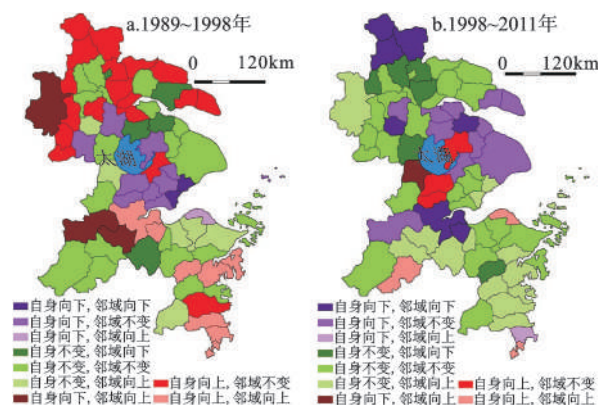 a.1989~1998年
0 120km
b.1998~2011年
0 120km
自身向下，邻域向下
自身向下，邻域不变
自身向下，邻域向上
自身不变，邻域向下
自身不变，邻域不变
自身不变，邻域向上
自身向下，邻域向上
自身向上，邻域不变
自身向上，邻域向上
自身向下，邻域向下
自身向下，邻域不变
自身向下，邻域向上
自身不变，邻域向下
自身不变，邻域不变
自身不变，邻域向上
自身向上，邻域向下
自身向上，邻域不变
自身向上，邻域向上